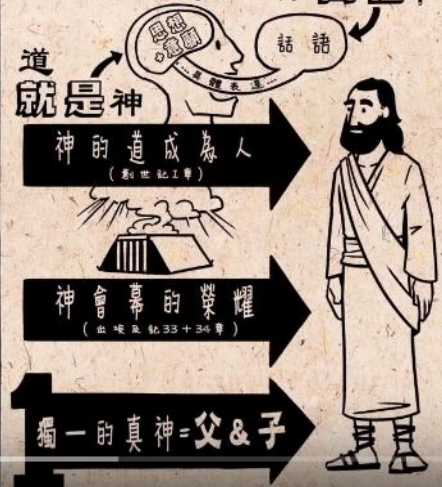 思想
+意願
話語
具體表達
道
就是神
神的道成為人
(創世記1章)
神會幕的榮耀
(出埃及記33+34章)
獨一的真神=父&子